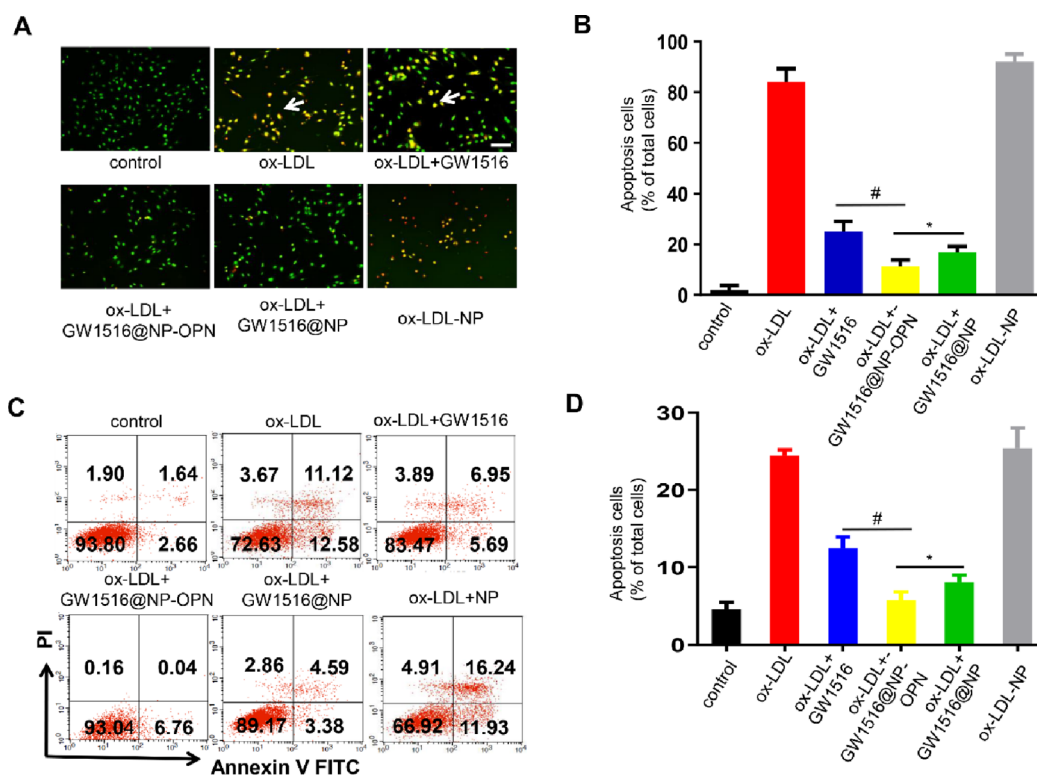 A
control
ox-LDL
ox-LDL+GW1516
ox-LDL+
GW1516@NP-OPN
ox-LDL+
GW1516@NP
ox-LDL-NP
B
Apoptosis cells
(% of total cells)
100
80
60
40
20
0
#
*
control
ox-LDL
ox-LDL+
GW1516
ox-LDL+-
GW1516@NP-OPN
ox-LDL+
GW1516@NP
ox-LDL-NP
C
control
ox-LDL
ox-LDL+GW1516
1.90 1.64
93.80 2.66
3.67 11.12
72.63 12.58
3.89 6.95
83.47 5.69
ox-LDL+
GW1516@NP-OPN
ox-LDL+
GW1516@NP
ox-LDL+NP
0.16 0.04
93.04 6.76
2.86 4.59
89.17 3.38
4.91 16.24
66.92 11.93
PI
Annexin V FITC
D
Apoptosis cells
(% of total cells)
30
20
10
0
#
*
control
ox-LDL
ox-LDL+
GW1516
ox-LDL+-
GW1516@NP-
OPN
ox-LDL+
GW1516@NP
ox-LDL-NP